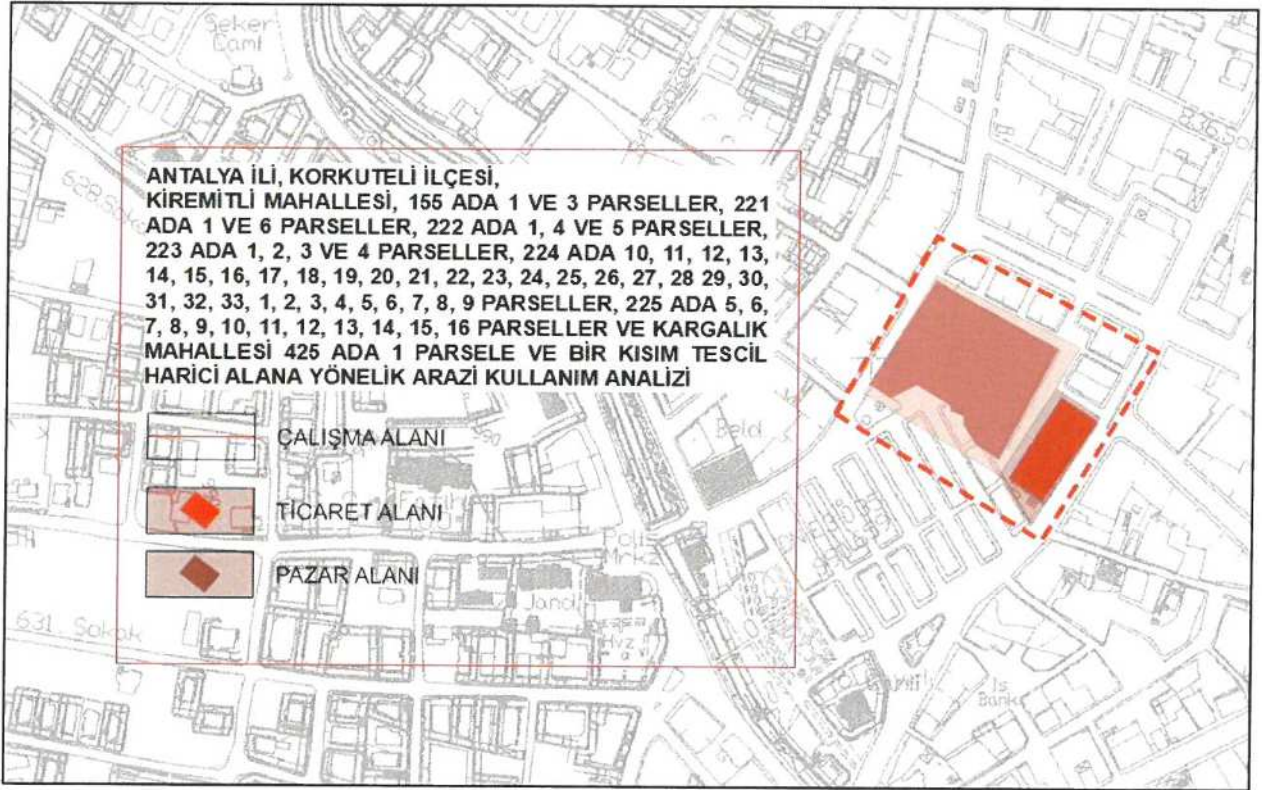 Şeker
Cami
628. Sokak
ANTALYA İLİ, KORKUTELİ İLÇESİ,
KİREMİTLİ MAHALLESİ, 155 ADA 1 VE 3 PARSELLER, 221
ADA 1 VE 6 PARSELLER, 222 ADA 1, 4 VE 5 PARSELLER,
223 ADA 1, 2, 3 VE 4 PARSELLER, 224 ADA 10, 11, 12, 13,
14, 15, 16, 17, 18, 19, 20, 21, 22, 23, 24, 25, 26, 27, 28 29, 30,
31, 32, 33, 1, 2, 3, 4, 5, 6, 7, 8, 9 PARSELLER, 225 ADA 5, 6,
7, 8, 9, 10, 11, 12, 13, 14, 15, 16 PARSELLER VE KARGALIK
MAHALLESİ 425 ADA 1 PARSELE VE BİR KISIM TESCİL
HARİCİ ALANA YÖNELİK ARAZİ KULLANIM ANALİZİ
ÇALIŞMA ALANI
TİCARET ALANI
PAZAR ALANI
Beld
Polis
Mrkz
Jand
Hyz
631. Sokak
İş
Bank